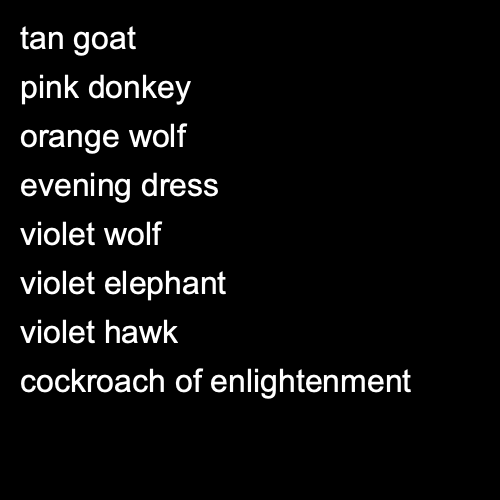 tan goat
pink donkey
orange wolf
evening dress
violet wolf
violet elephant
violet hawk
cockroach of enlightenment